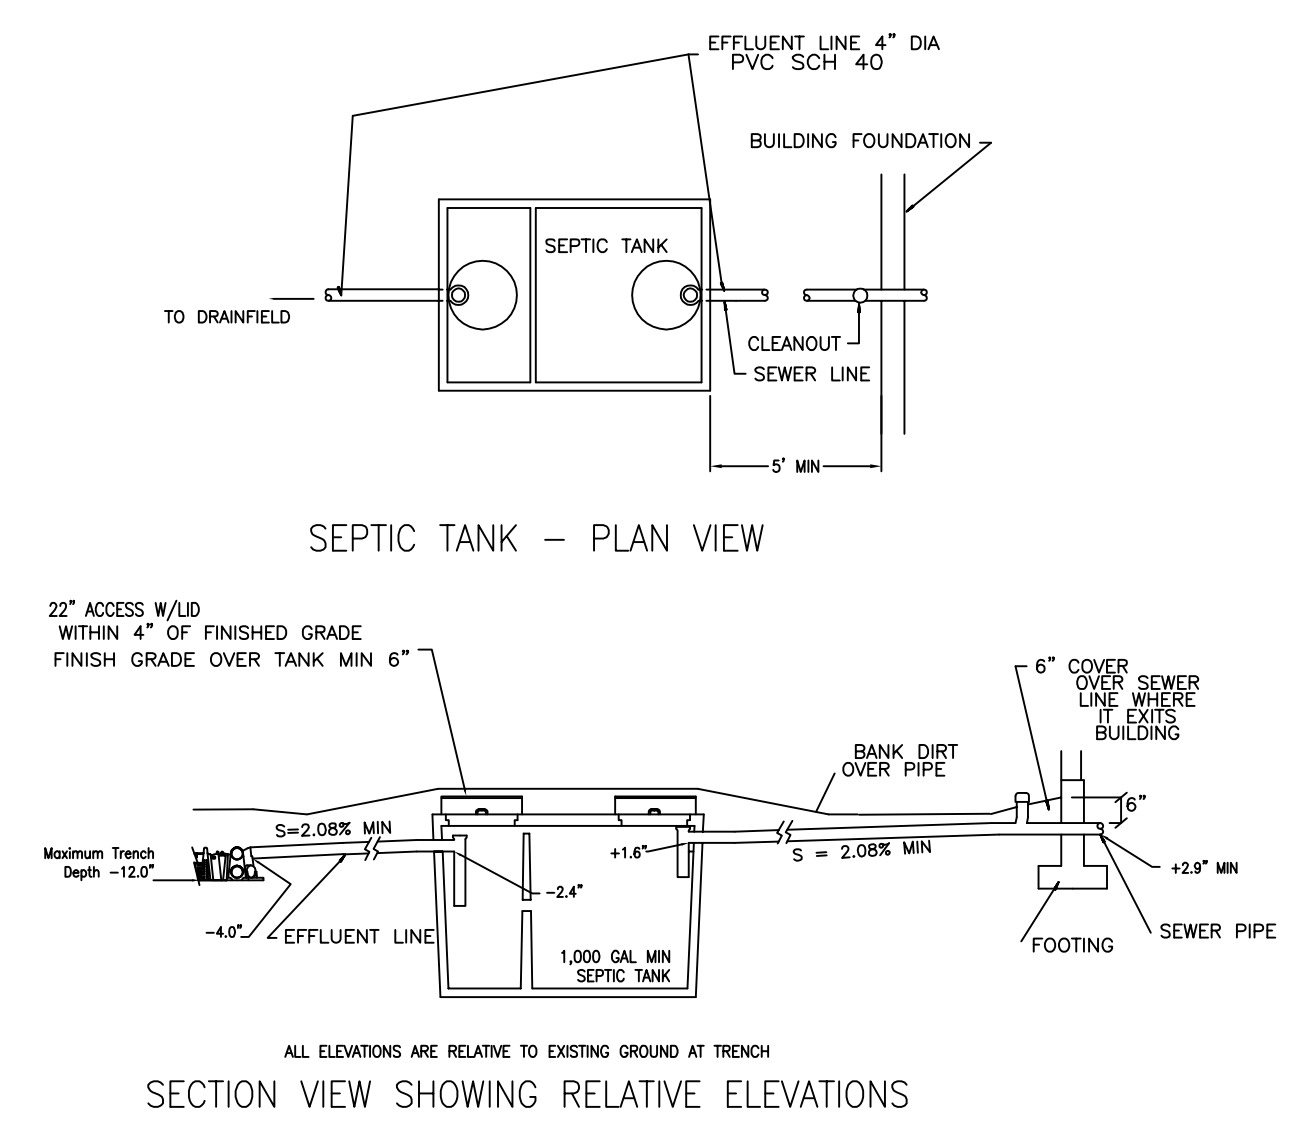 EFFLUENT LINE 4" DIA
PVC SCH 40
BUILDING FOUNDATION
SEPTIC TANK
TO DRAINFIELD
CLEANOUT
SEWER LINE
5' MIN
SEPTIC TANK - PLAN VIEW
22" ACCESS W/LID
WITHIN 4" OF FINISHED GRADE
FINISH GRADE OVER TANK MIN 6"
6" COVER
OVER SEWER
LINE WHERE
IT EXITS
BUILDING
BANK DIRT
OVER PIPE
6"
S=2.08% MIN
Maximum Trench
Depth -12.0"
+1.6"
S = 2.08% MIN
+2.9" MIN
-2.4"
-4.0"
EFFLUENT LINE
FOOTING
SEWER PIPE
1,000 GAL MIN
SEPTIC TANK
ALL ELEVATIONS ARE RELATIVE TO EXISTING GROUND AT TRENCH
SECTION VIEW SHOWING RELATIVE ELEVATIONS